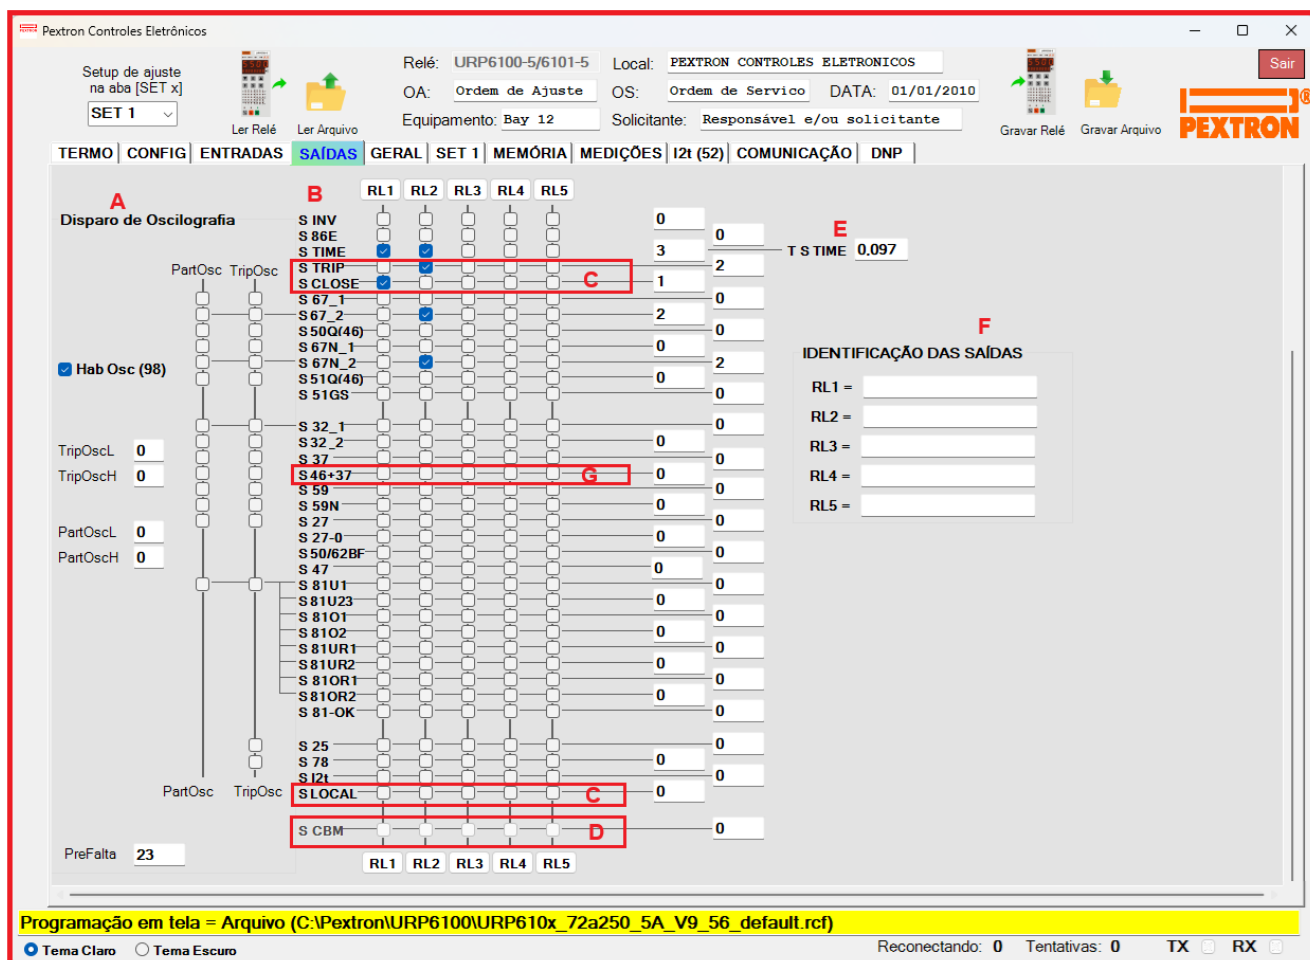 Pextron Controles Eletrônicos
Setup de ajuste
na aba [SET x]
SET 1
Ler Relé
Ler Arquivo
Relé: URP6100-5/6101-5 Local: PEXTRON CONTROLES ELETRONICOS
OA: Ordem de Ajuste OS: Ordem de Servico DATA: 01/01/2010
Equipamento: Bay 12 Solicitante: Responsável e/ou solicitante
Gravar Relé
Gravar Arquivo
Sair
PEXTRON®
TERMO CONFIG ENTRADAS SAÍDAS GERAL SET 1 MEMÓRIA MEDIÇÕES I2t (52) COMUNICAÇÃO DNP
A
Disparo de Oscilografia
PartOsc TripOsc
Hab Osc (98)
TripOscL 0
TripOscH 0
PartOscL 0
PartOscH 0
PartOsc TripOsc
PreFalta 23
B
RL1 RL2 RL3 RL4 RL5
S INV 0
S 86E 0
S TIME 3
S TRIP 2
C
S CLOSE 1
S 67_1 0
S 67_2 2
S 50Q(46) 0
S 67N_1 0
S 67N_2 2
S 51Q(46) 0
S 51GS 0
S 32_1 0
S 32_2 0
S 37 0
S 46+37 G 0
S 59 0
S 59N 0
S 27 0
S 27-0 0
S 50/62BF 0
S 47 0
S 81U1 0
S 81U23 0
S 81O1 0
S 81O2 0
S 81UR1 0
S 81UR2 0
S 81OR1 0
S 81OR2 0
S 81-OK 0
S 25 0
S 78 0
S I2t 0
S LOCAL C 0
S CBM D 0
RL1 RL2 RL3 RL4 RL5
E
T S TIME 0,097
F
IDENTIFICAÇÃO DAS SAÍDAS
RL1 =
RL2 =
RL3 =
RL4 =
RL5 =
Programação em tela = Arquivo (C:\Pextron\URP6100\URP610x_72a250_5A_V9_56_default.rcf)
Tema Claro Tema Escuro
Reconectando: 0 Tentativas: 0 TX RX